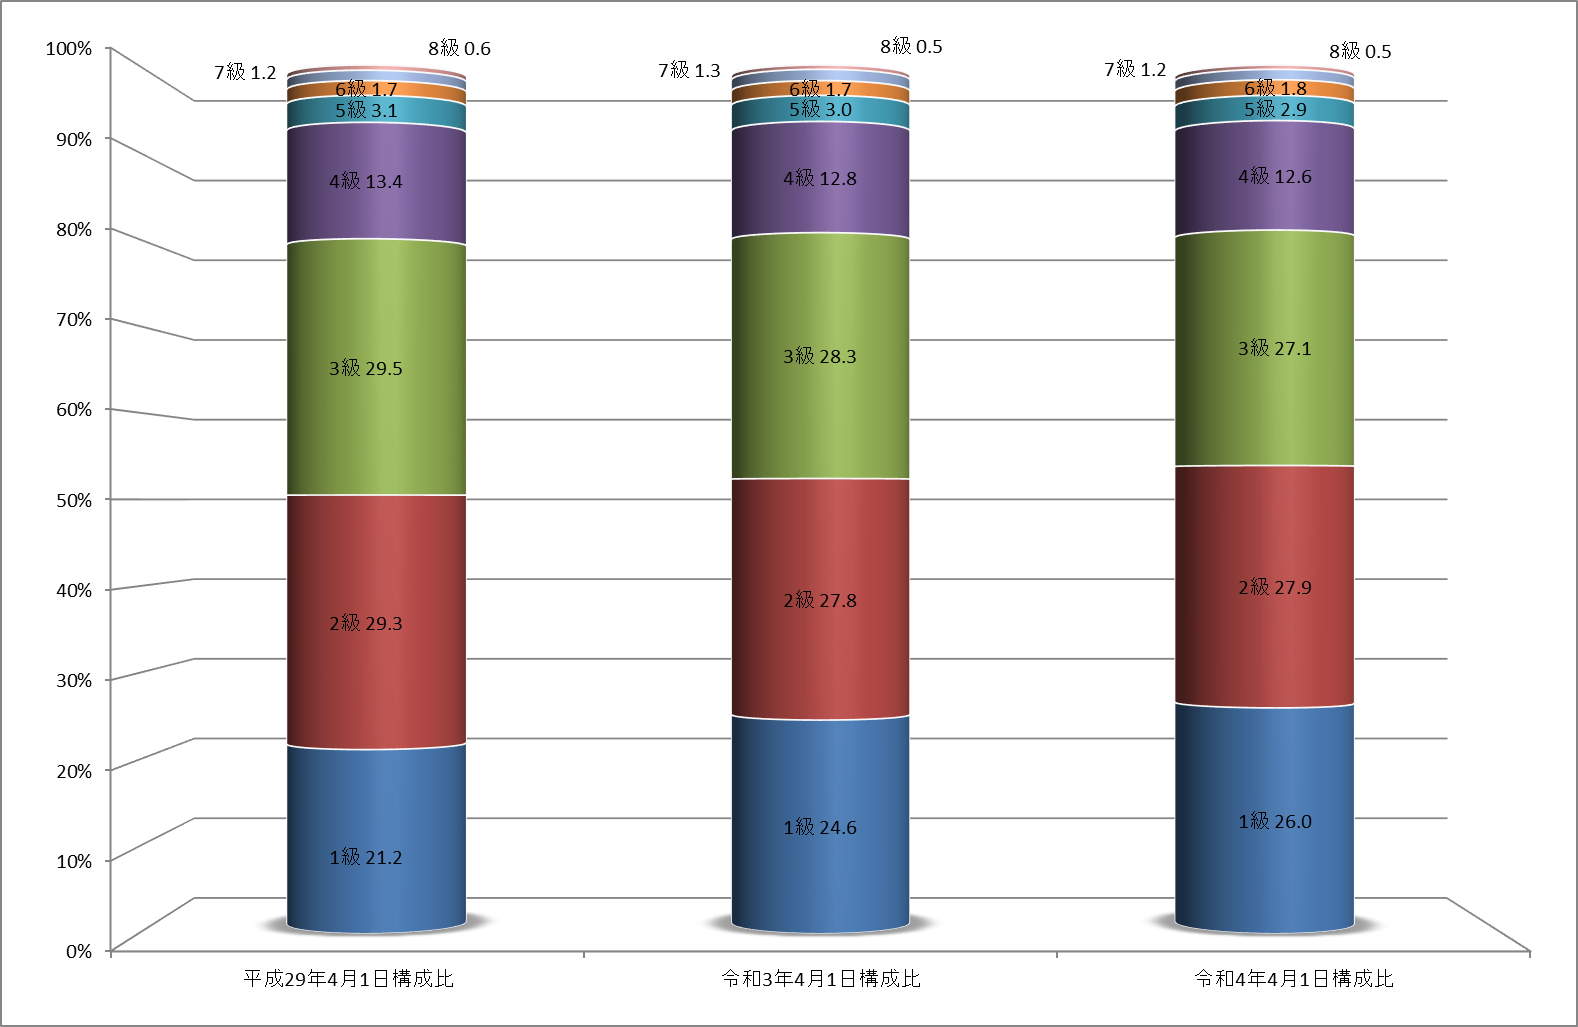 100%
90%
80%
70%
60%
50%
40%
30%
20%
10%
0%
8級 0.6
7級 1.2
6級 1.7
5級 3.1
4級 13.4
3級 29.5
2級 29.3
1級 21.2
8級 0.5
7級 1.3
6級 1.7
5級 3.0
4級 12.8
3級 28.3
2級 27.8
1級 24.6
8級 0.5
7級 1.2
6級 1.8
5級 2.9
4級 12.6
3級 27.1
2級 27.9
1級 26.0
平成29年4月1日構成比
令和3年4月1日構成比
令和4年4月1日構成比